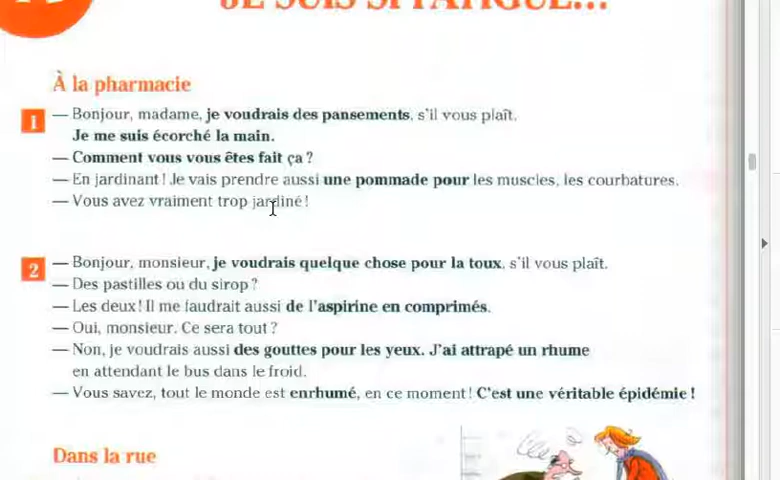 JE SUIS SI FATIGUÉ...
À la pharmacie
1 — Bonjour, madame, je voudrais des pansements, s'il vous plaît.
Je me suis écorché la main.
— Comment vous vous êtes fait ça ?
— En jardinant ! Je vais prendre aussi une pommade pour les muscles, les courbatures.
— Vous avez vraiment trop jardiné !
2 — Bonjour, monsieur, je voudrais quelque chose pour la toux, s'il vous plaît.
— Des pastilles ou du sirop ?
— Les deux ! Il me faudrait aussi de l'aspirine en comprimés.
— Oui, monsieur. Ce sera tout ?
— Non, je voudrais aussi des gouttes pour les yeux. J'ai attrapé un rhume
en attendant le bus dans le froid.
— Vous savez, tout le monde est enrhumé, en ce moment ! C'est une véritable épidémie !
Dans la rue